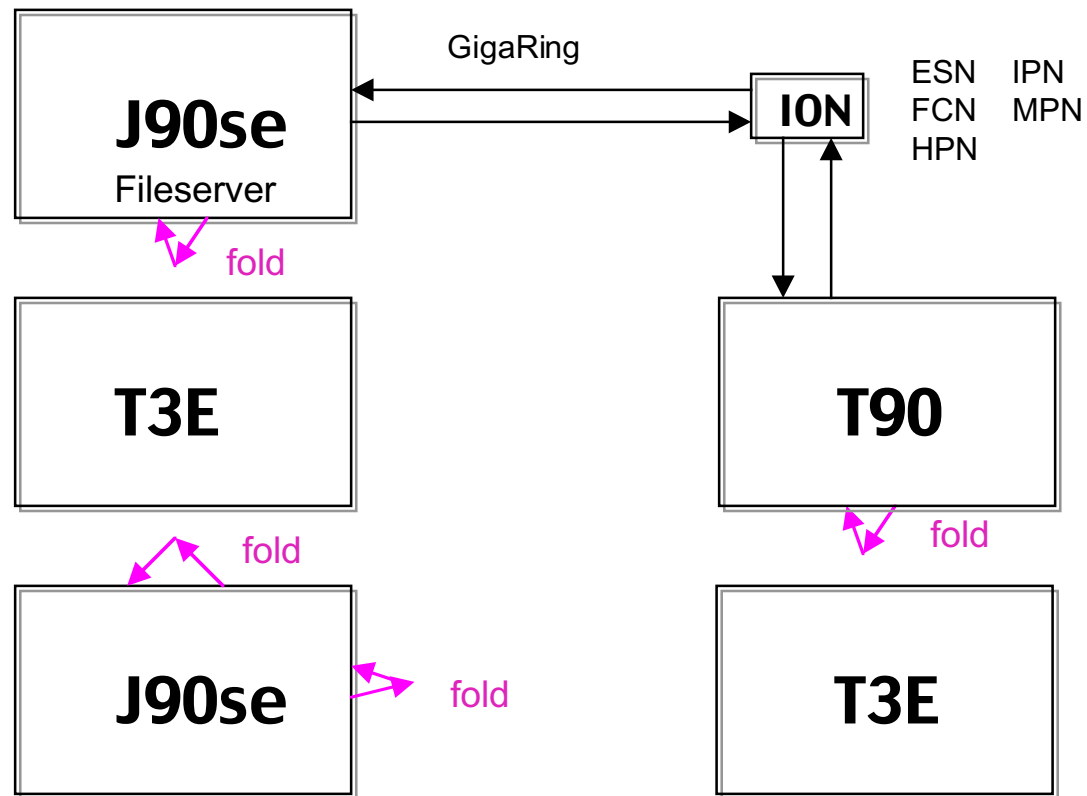 GigaRing
J90se
Fileserver
ION
ESN IPN
FCN MPN
HPN
fold
T3E
T90
fold
fold
J90se
fold
T3E